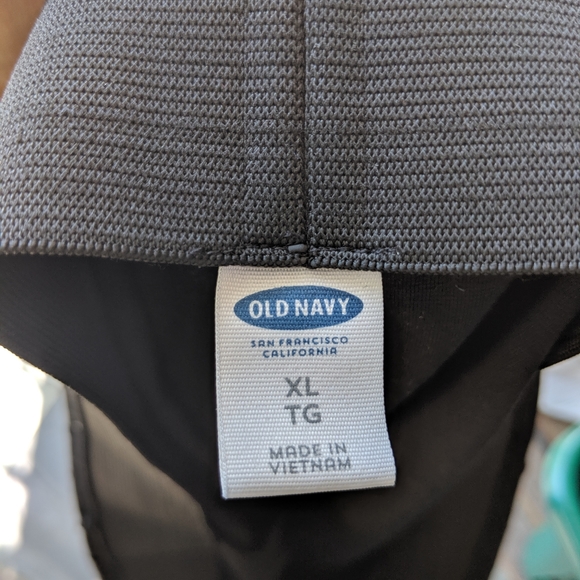 OLD NAVY
SAN FRANCISCO
CALIFORNIA
XL
TG
MADE IN
VIETNAM